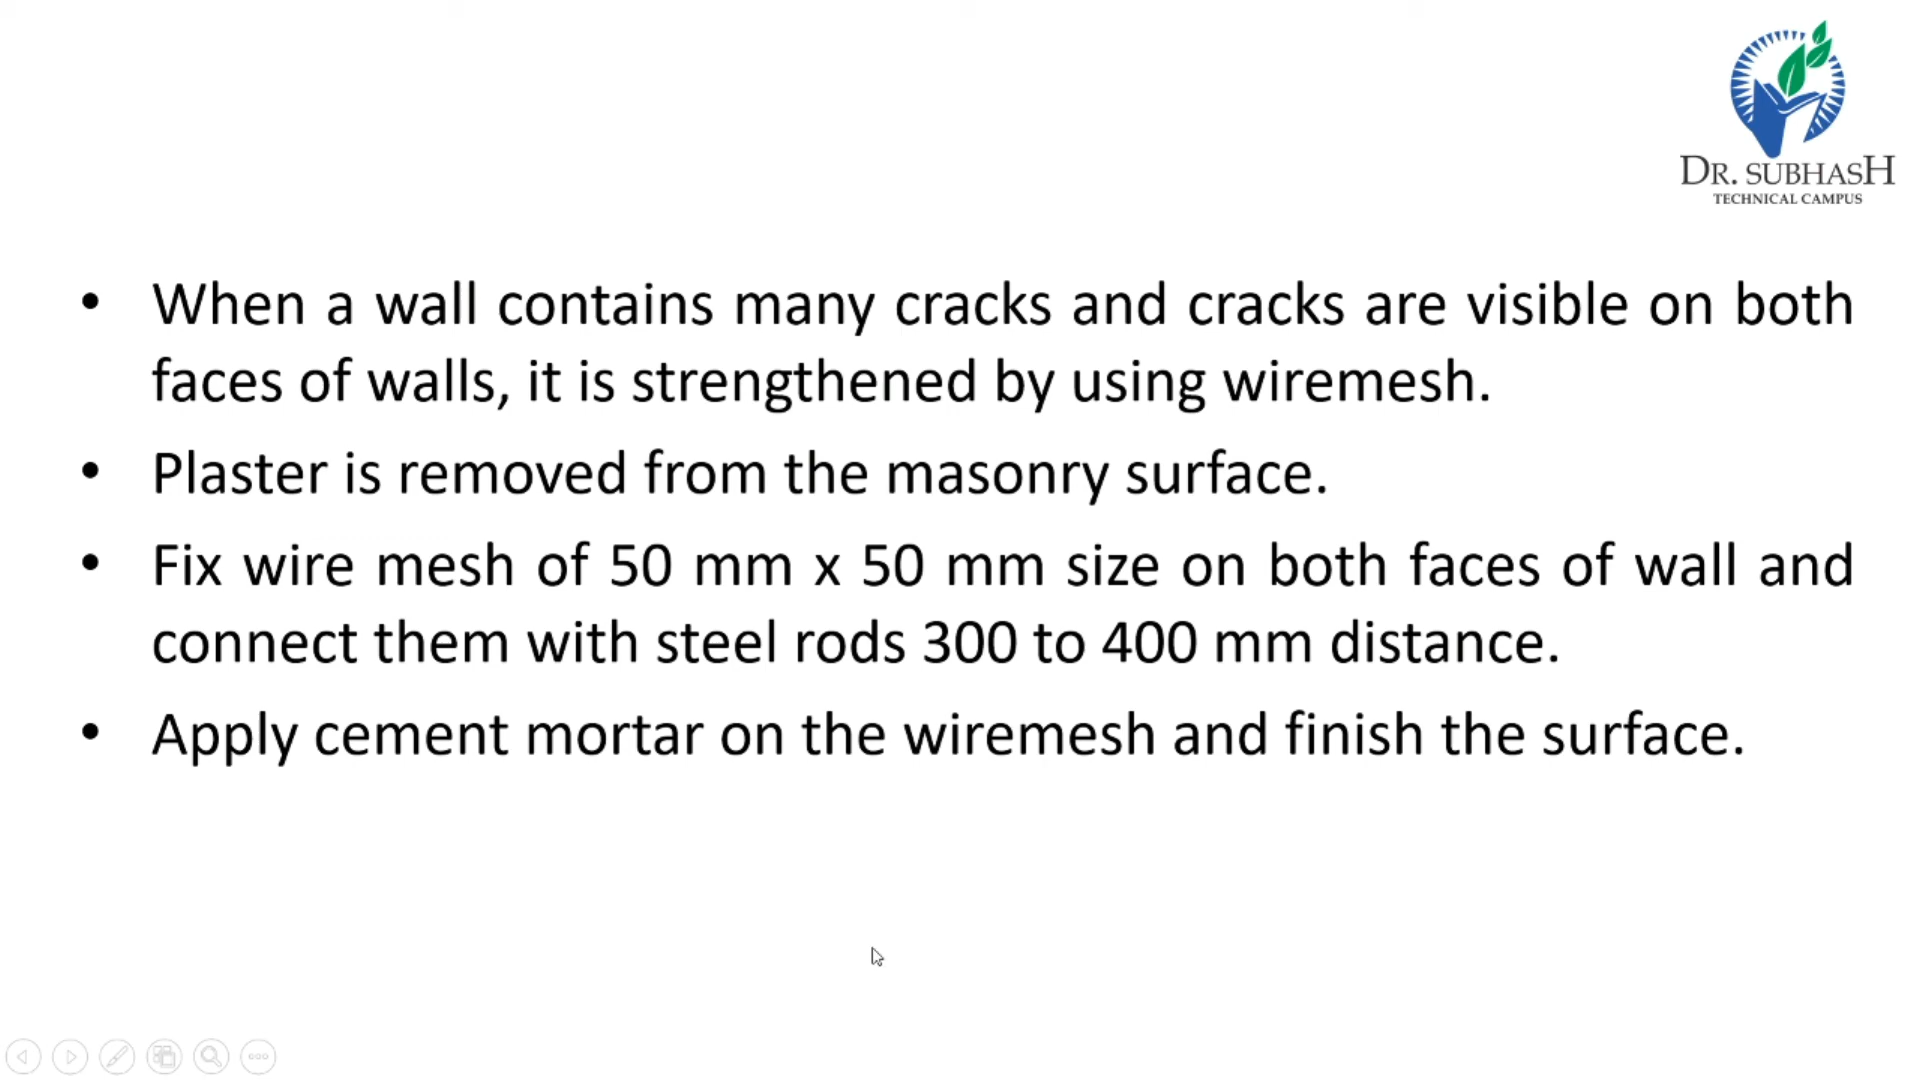 DR. SUBHASH
TECHNICAL CAMPUS
• When a wall contains many cracks and cracks are visible on both
faces of walls, it is strengthened by using wiremesh.
• Plaster is removed from the masonry surface.
• Fix wire mesh of 50 mm x 50 mm size on both faces of wall and
connect them with steel rods 300 to 400 mm distance.
• Apply cement mortar on the wiremesh and finish the surface.